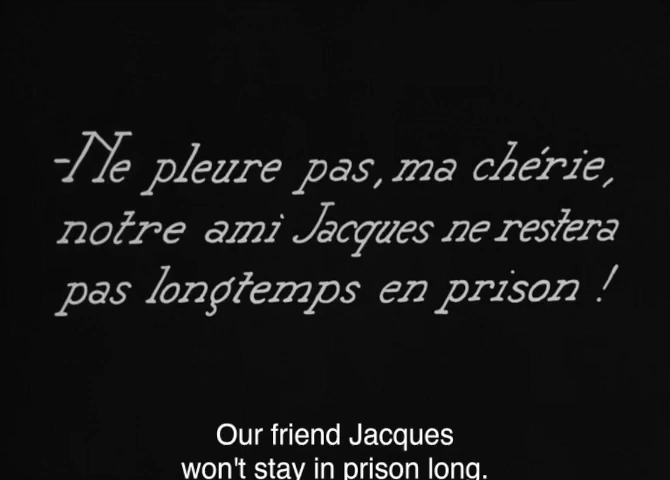 -Ne pleure pas, ma chérie,
notre ami Jacques ne restera
pas longtemps en prison !
Our friend Jacques
won't stay in prison long.